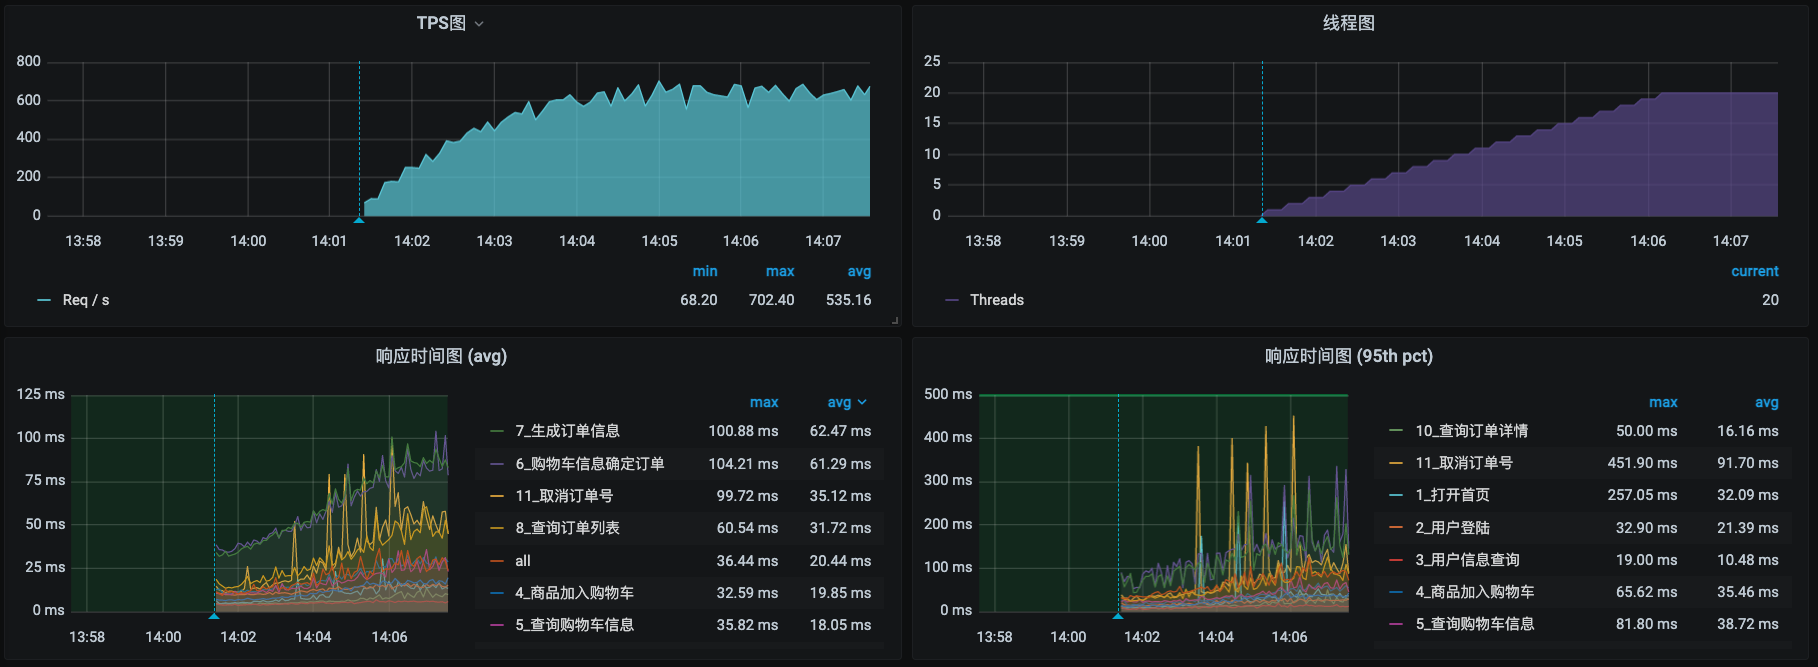 TPS图
800
600
400
200
0
13:58 13:59 14:00 14:01 14:02 14:03 14:04 14:05 14:06 14:07
min max avg
Req / s 68.20 702.40 535.16
线程图
25
20
15
10
5
0
13:58 13:59 14:00 14:01 14:02 14:03 14:04 14:05 14:06 14:07
current
Threads 20
响应时间图 (avg)
125 ms
100 ms
75 ms
50 ms
25 ms
0 ms
13:58 14:00 14:02 14:04 14:06
max avg
7_生成订单信息 100.88 ms 62.47 ms
6_购物车信息确定订单 104.21 ms 61.29 ms
11_取消订单号 99.72 ms 35.12 ms
8_查询订单列表 60.54 ms 31.72 ms
all 36.44 ms 20.44 ms
4_商品加入购物车 32.59 ms 19.85 ms
5_查询购物车信息 35.82 ms 18.05 ms
响应时间图 (95th pct)
500 ms
400 ms
300 ms
200 ms
100 ms
0 ms
13:58 14:00 14:02 14:04 14:06
max avg
10_查询订单详情 50.00 ms 16.16 ms
11_取消订单号 451.90 ms 91.70 ms
1_打开首页 257.05 ms 32.09 ms
2_用户登陆 32.90 ms 21.39 ms
3_用户信息查询 19.00 ms 10.48 ms
4_商品加入购物车 65.62 ms 35.46 ms
5_查询购物车信息 81.80 ms 38.72 ms